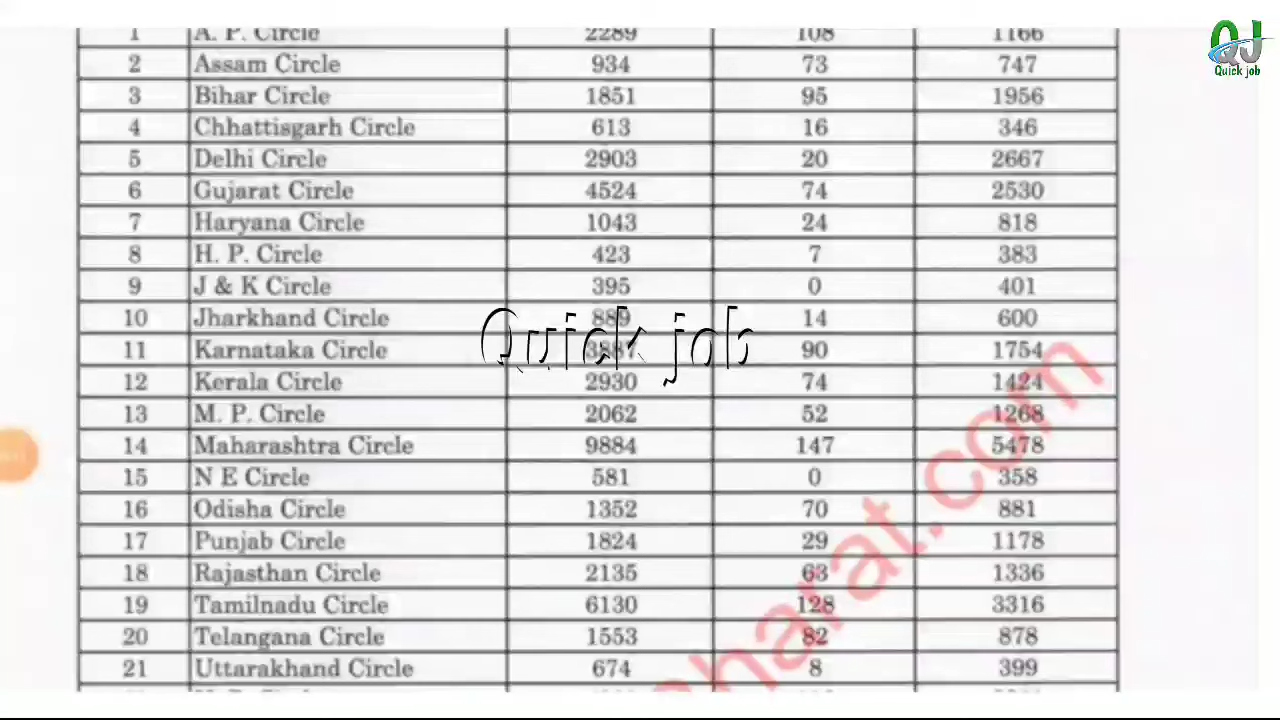 QJ
Quick job
1 A. P. Circle 2289 108 1166
2 Assam Circle 934 73 747
3 Bihar Circle 1851 95 1956
4 Chhattisgarh Circle 613 16 346
5 Delhi Circle 2903 20 2667
6 Gujarat Circle 4524 74 2530
7 Haryana Circle 1043 24 818
8 H. P. Circle 423 7 383
9 J & K Circle 395 0 401
10 Jharkhand Circle 889 14 600
Quick job
11 Karnataka Circle 3887 90 1754
12 Kerala Circle 2930 74 1424
13 M. P. Circle 2062 52 1268
14 Maharashtra Circle 9884 147 5478
15 N E Circle 581 0 358
16 Odisha Circle 1352 70 881
17 Punjab Circle 1824 29 1178
18 Rajasthan Circle 2135 63 1336
19 Tamilnadu Circle 6130 128 3316
20 Telangana Circle 1553 82 878
21 Uttarakhand Circle 674 8 399
harat.com